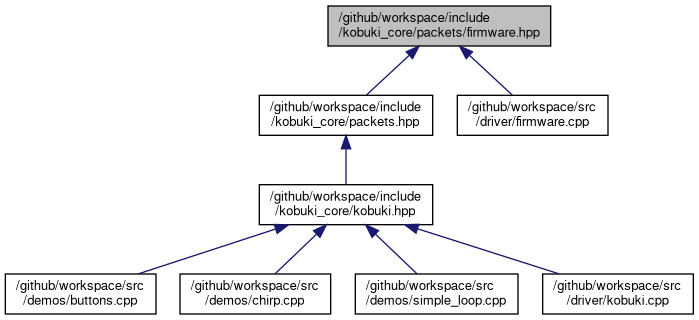 /github/workspace/include
/kobuki_core/packets/firmware.hpp
/github/workspace/include
/kobuki_core/packets.hpp
/github/workspace/src
/driver/firmware.cpp
/github/workspace/include
/kobuki_core/kobuki.hpp
/github/workspace/src
/demos/buttons.cpp
/github/workspace/src
/demos/chirp.cpp
/github/workspace/src
/demos/simple_loop.cpp
/github/workspace/src
/driver/kobuki.cpp